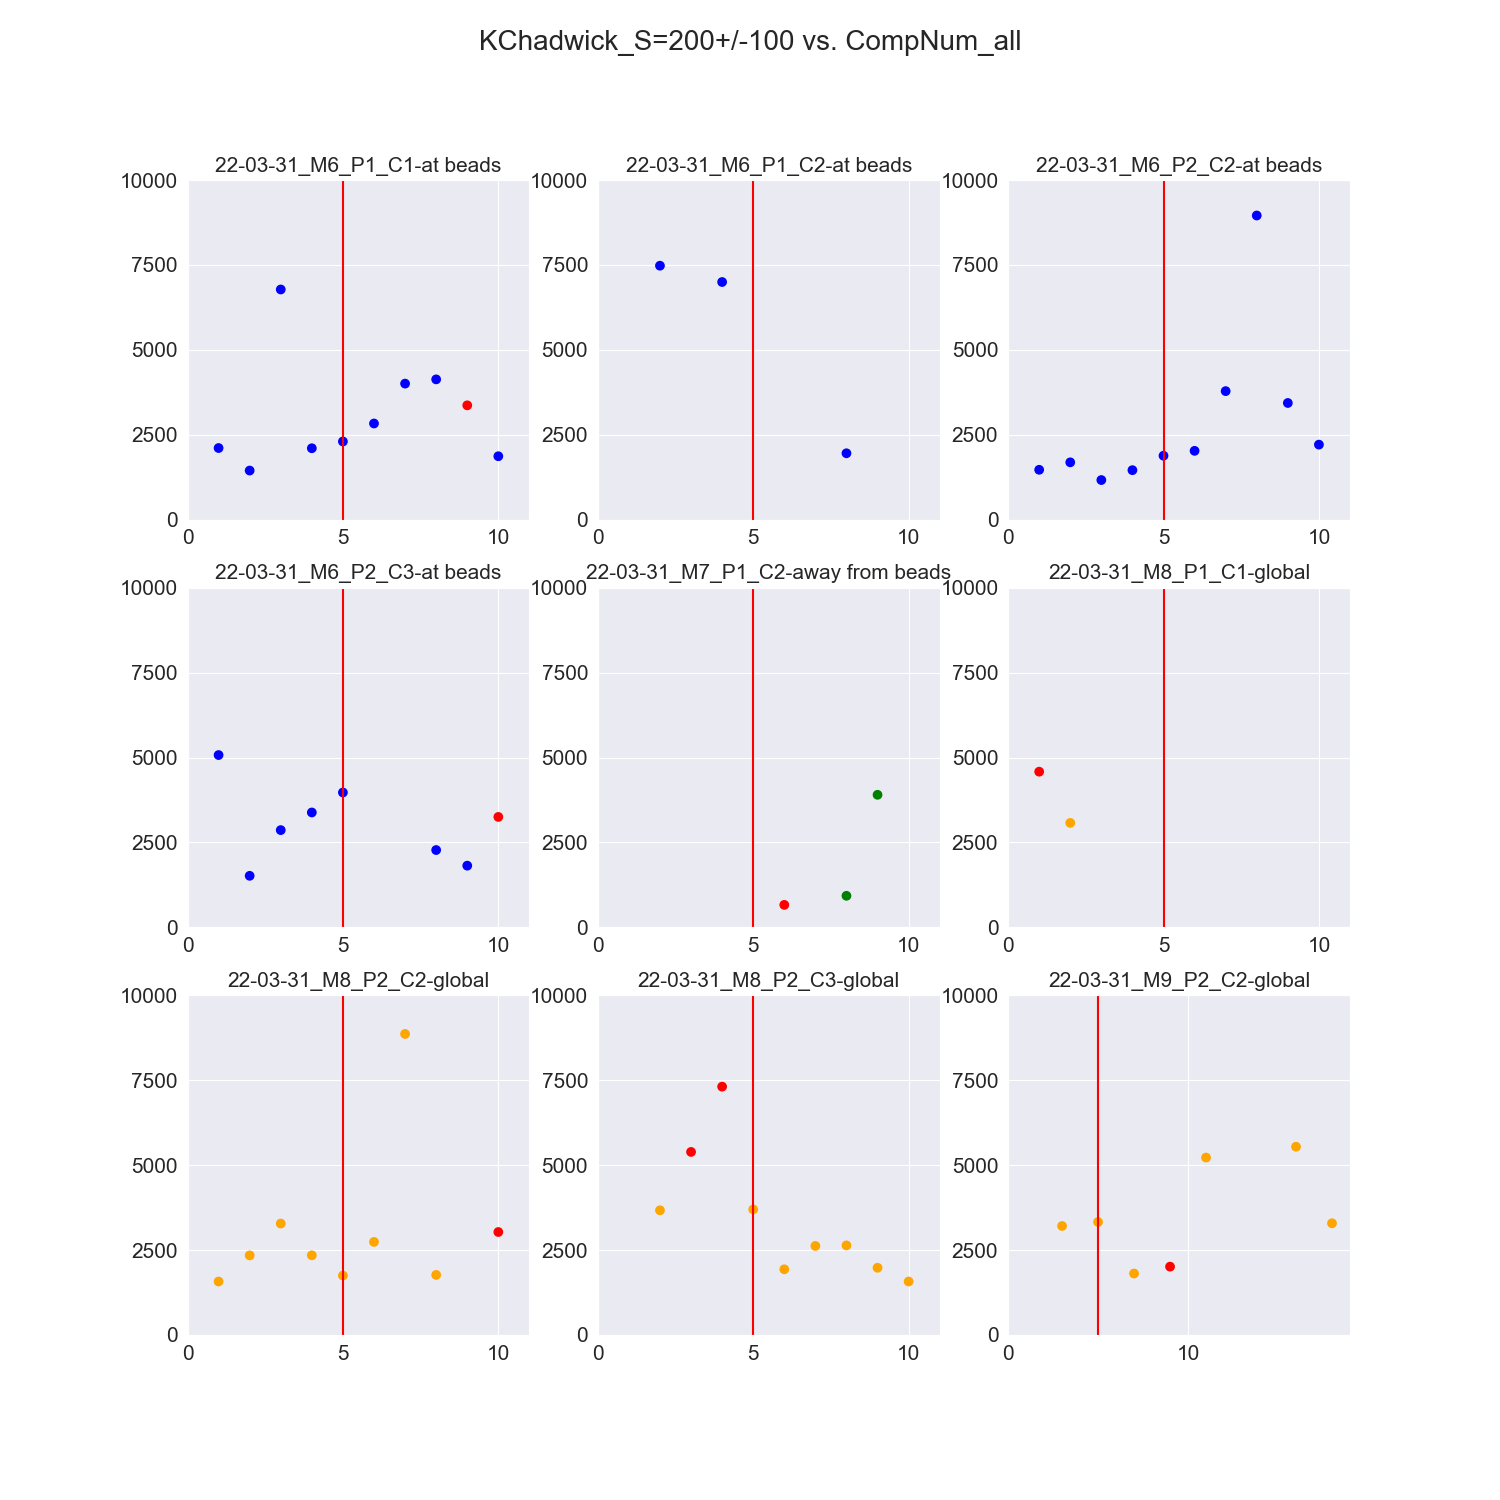 KChadwick_S=200+/-100 vs. CompNum_all
22-03-31_M6_P1_C1-at beads
22-03-31_M6_P1_C2-at beads
22-03-31_M6_P2_C2-at beads
10000
10000
10000
7500
7500
7500
5000
5000
5000
2500
2500
2500
0
0
0
0 5 10
0 5 10
0 5 10
22-03-31_M6_P2_C3-at beads
22-03-31_M7_P1_C2-away from beads
22-03-31_M8_P1_C1-global
10000
10000
10000
7500
7500
7500
5000
5000
5000
2500
2500
2500
0
0
0
0 5 10
0 5 10
0 5 10
22-03-31_M8_P2_C2-global
22-03-31_M8_P2_C3-global
22-03-31_M9_P2_C2-global
10000
10000
10000
7500
7500
7500
5000
5000
5000
2500
2500
2500
0
0
0
0 5 10
0 5 10
0 10